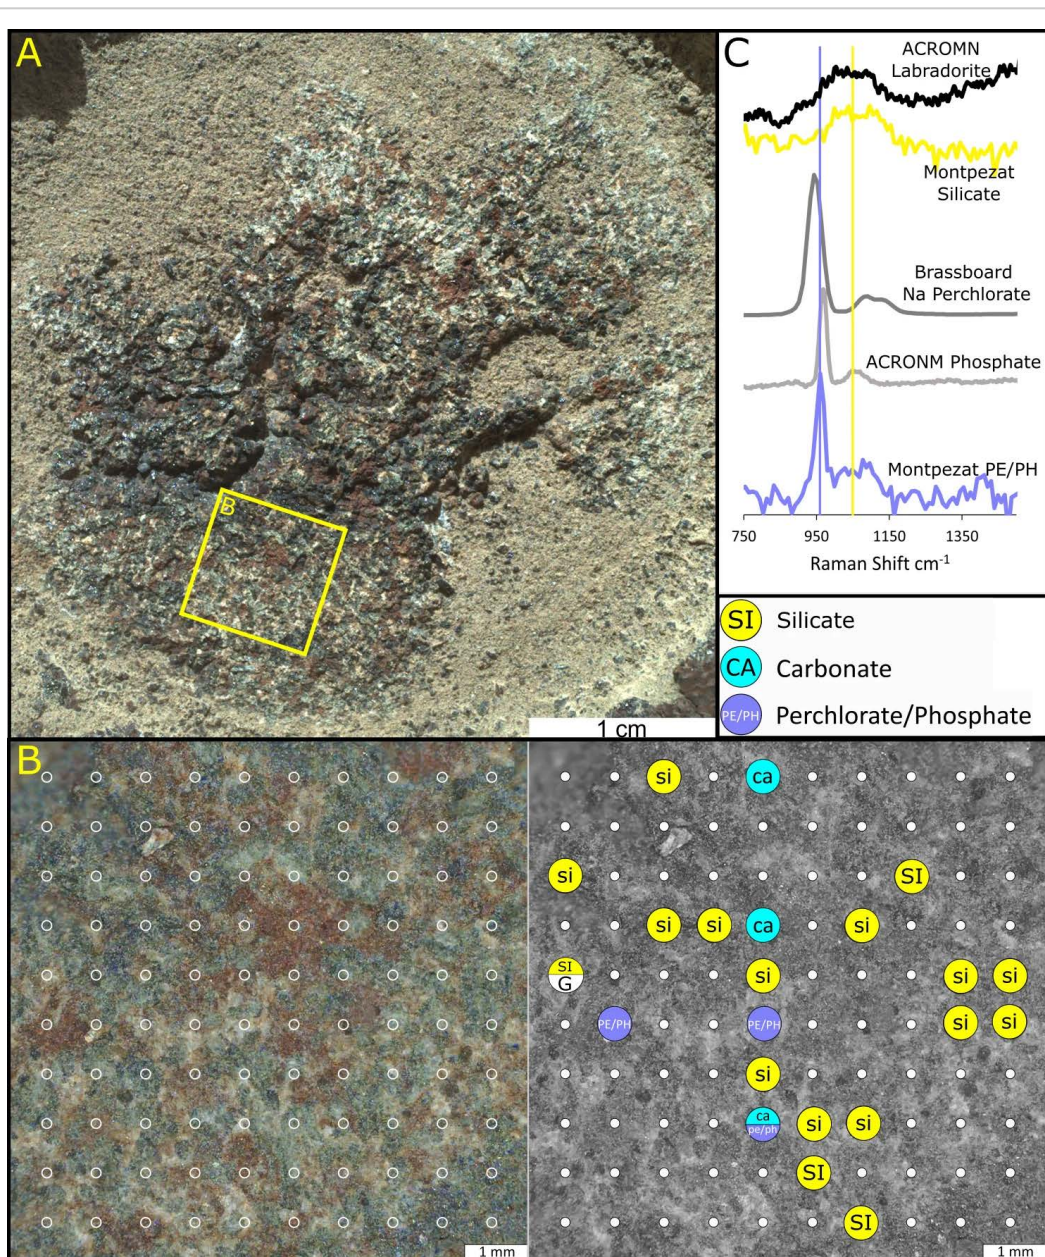 A
B
1 cm
C
ACROMN
Labradorite
Montpezat
Silicate
Brassboard
Na Perchlorate
ACRONM Phosphate
Montpezat PE/PH
750 950 1150 1350
Raman Shift cm-1
SI Silicate
CA Carbonate
PE/PH Perchlorate/Phosphate
B
si ca
si SI
si si ca si
SI
G si si si
PE/PH PE/PH si si
si
ca
pe/ph si si
SI
SI
1 mm 1 mm